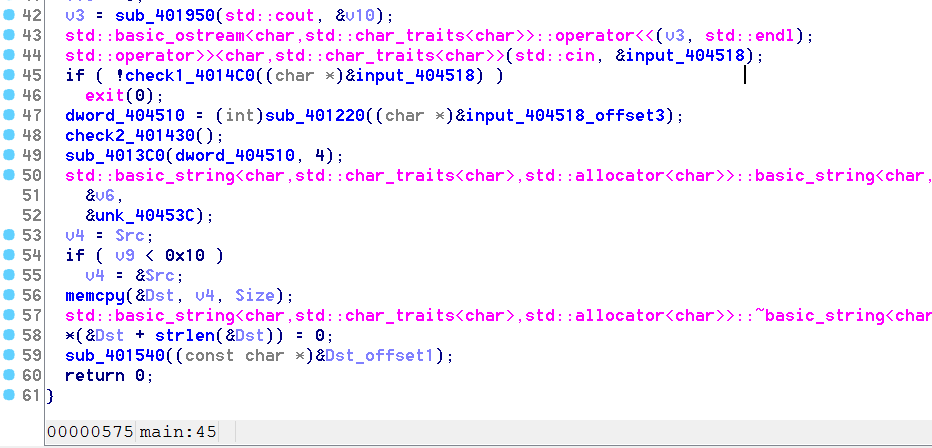 42 v3 = sub_401950(std::cout, &v10);
43 std::basic_ostream<char,std::char_traits<char>>::operator<<(v3, std::endl);
44 std::operator>><char,std::char_traits<char>>(std::cin, &input_404518);
45 if ( !check1_4014C0((char *)&input_404518) )
46 exit(0);
47 dword_404510 = (int)sub_401220((char *)&input_404518_offset3);
48 check2_401430();
49 sub_4013C0(dword_404510, 4);
50 std::basic_string<char,std::char_traits<char>,std::allocator<char>>::basic_string<char,
51 &v6,
52 &unk_40453C);
53 v4 = Src;
54 if ( v9 < 0x10 )
55 v4 = &Src;
56 memcpy(&Dst, v4, Size);
57 std::basic_string<char,std::char_traits<char>,std::allocator<char>>::~basic_string<char
58 *(&Dst + strlen(&Dst)) = 0;
59 sub_401540((const char *)&Dst_offset1);
60 return 0;
61 }
00000575 main:45